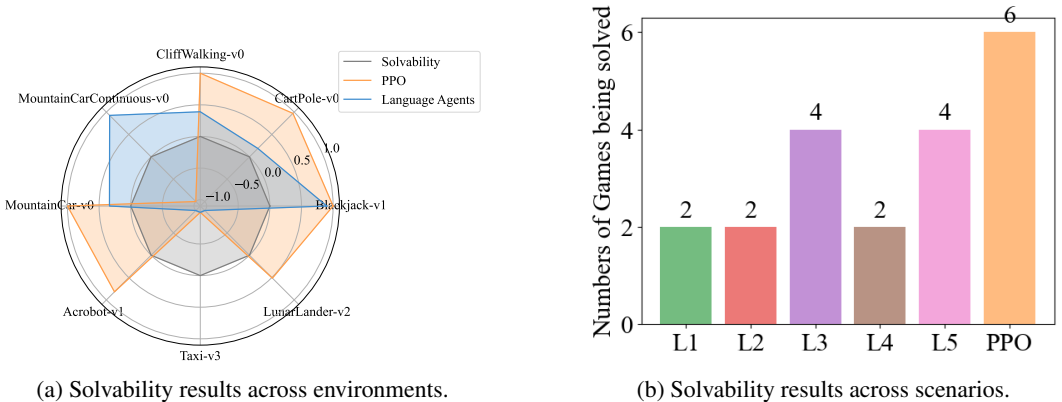 CliffWalking-v0
Solvability
PPO
Language Agents
MountainCarContinuous-v0
CartPole-v0
1.0
0.5
0.0
−0.5
−1.0
MountainCar-v0
Blackjack-v1
Acrobot-v1
LunarLander-v2
Taxi-v3
(a) Solvability results across environments.
Numbers of Games being solved
6
4
2
0
2
2
4
2
4
6
L1 L2 L3 L4 L5 PPO
(b) Solvability results across scenarios.